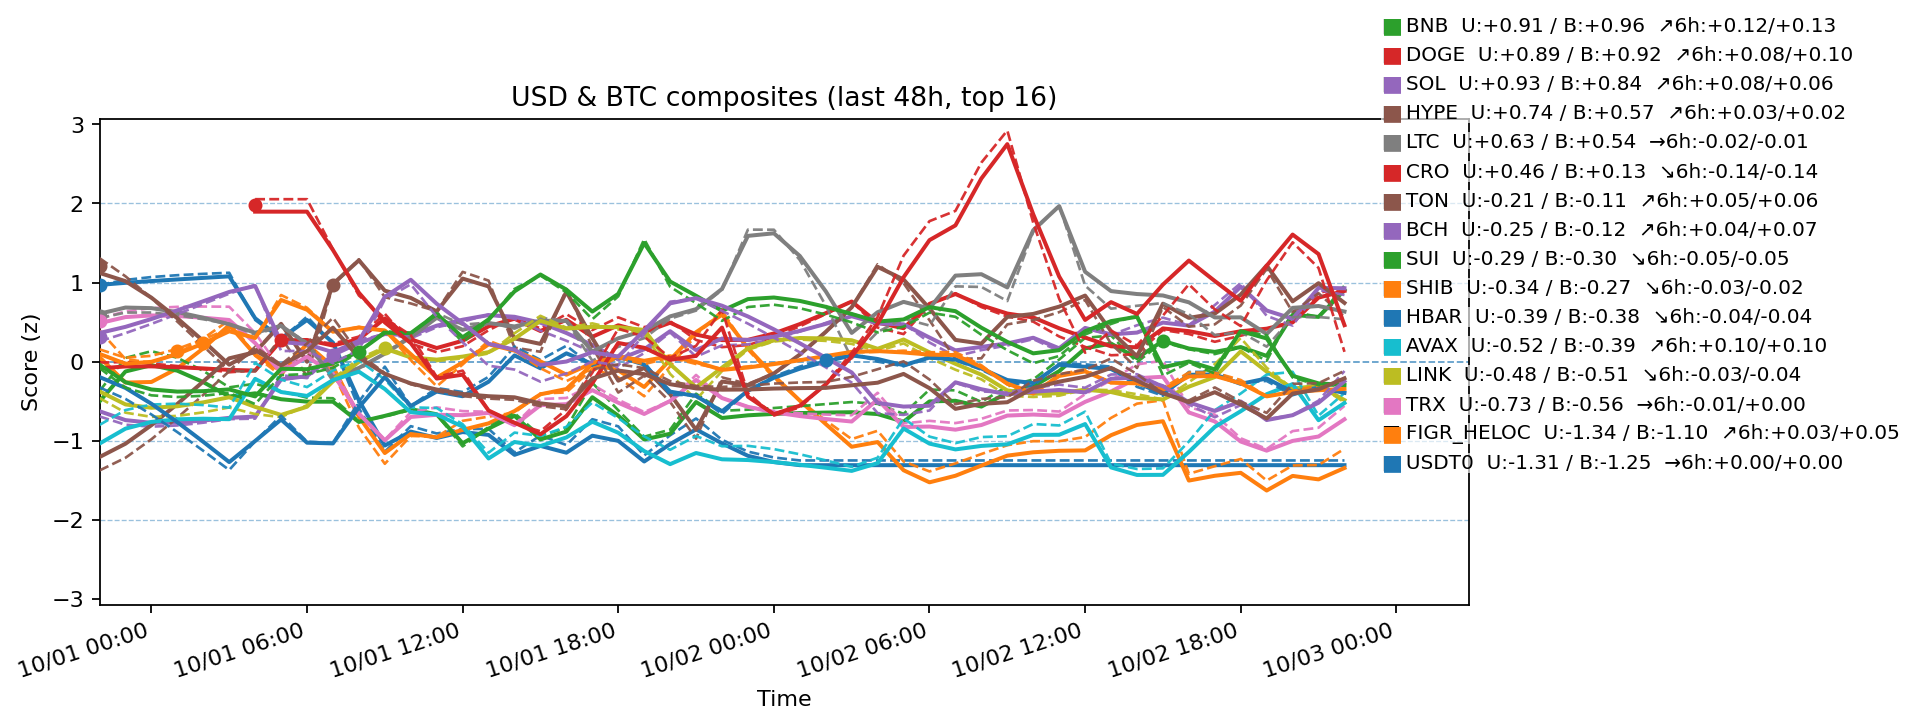 BNB  U:+0.91 / B:+0.96  ↗6h:+0.12/+0.13
DOGE  U:+0.89 / B:+0.92  ↗6h:+0.08/+0.10
SOL  U:+0.93 / B:+0.84  ↗6h:+0.08/+0.06
HYPE  U:+0.74 / B:+0.57  ↗6h:+0.03/+0.02
LTC  U:+0.63 / B:+0.54  →6h:-0.02/-0.01
CRO  U:+0.46 / B:+0.13  ↘6h:-0.14/-0.14
TON  U:-0.21 / B:-0.11  ↗6h:+0.05/+0.06
BCH  U:-0.25 / B:-0.12  ↗6h:+0.04/+0.07
SUI  U:-0.29 / B:-0.30  ↘6h:-0.05/-0.05
SHIB  U:-0.34 / B:-0.27  ↘6h:-0.03/-0.02
HBAR  U:-0.39 / B:-0.38  ↘6h:-0.04/-0.04
AVAX  U:-0.52 / B:-0.39  ↗6h:+0.10/+0.10
LINK  U:-0.48 / B:-0.51  ↘6h:-0.03/-0.04
TRX  U:-0.73 / B:-0.56  →6h:-0.01/+0.00
FIGR_HELOC  U:-1.34 / B:-1.10  ↗6h:+0.03/+0.05
USDT0  U:-1.31 / B:-1.25  →6h:+0.00/+0.00
USD & BTC composites (last 48h, top 16)
Score (z)
3
2
1
0
−1
−2
−3
10/01 00:00
10/01 06:00
10/01 12:00
10/01 18:00
10/02 00:00
10/02 06:00
10/02 12:00
10/02 18:00
10/03 00:00
Time